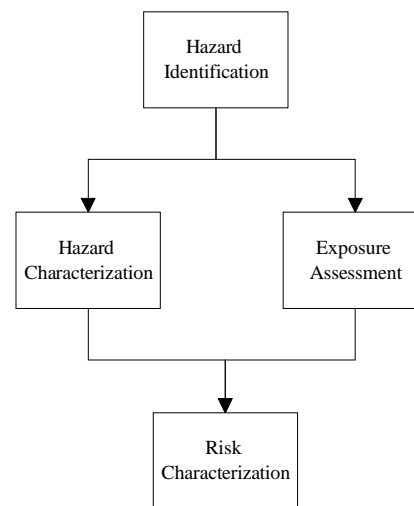 Hazard
Identification
Hazard
Characterization
Exposure
Assessment
Risk
Characterization